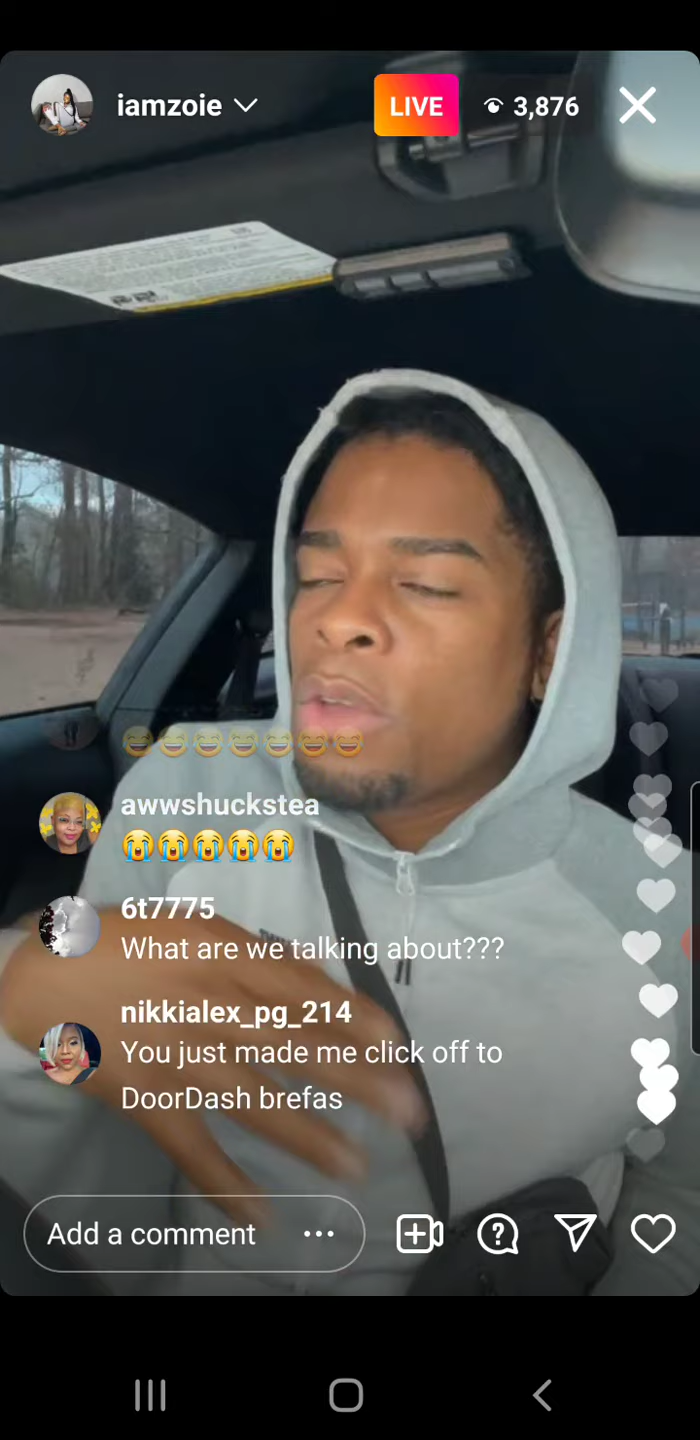 iamzoie
LIVE
3,876
😂😂😂😂😂😂😂
awwshuckstea
😭😭😭😭😭
6t7775
What are we talking about???
nikkialex_pg_214
You just made me click off to
DoorDash brefas
Add a comment